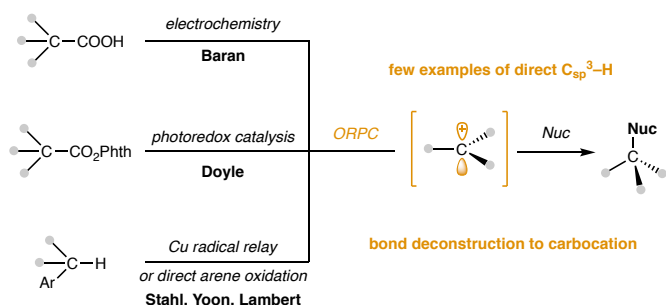 electrochemistry
C–COOH
Baran
few examples of direct Csp³–H
photoredox catalysis
C–CO₂Phth
Doyle
ORPC
C
+
Nuc
Nuc
C
Cu radical relay
C–H
Ar
or direct arene oxidation
Stahl, Yoon, Lambert
bond deconstruction to carbocation